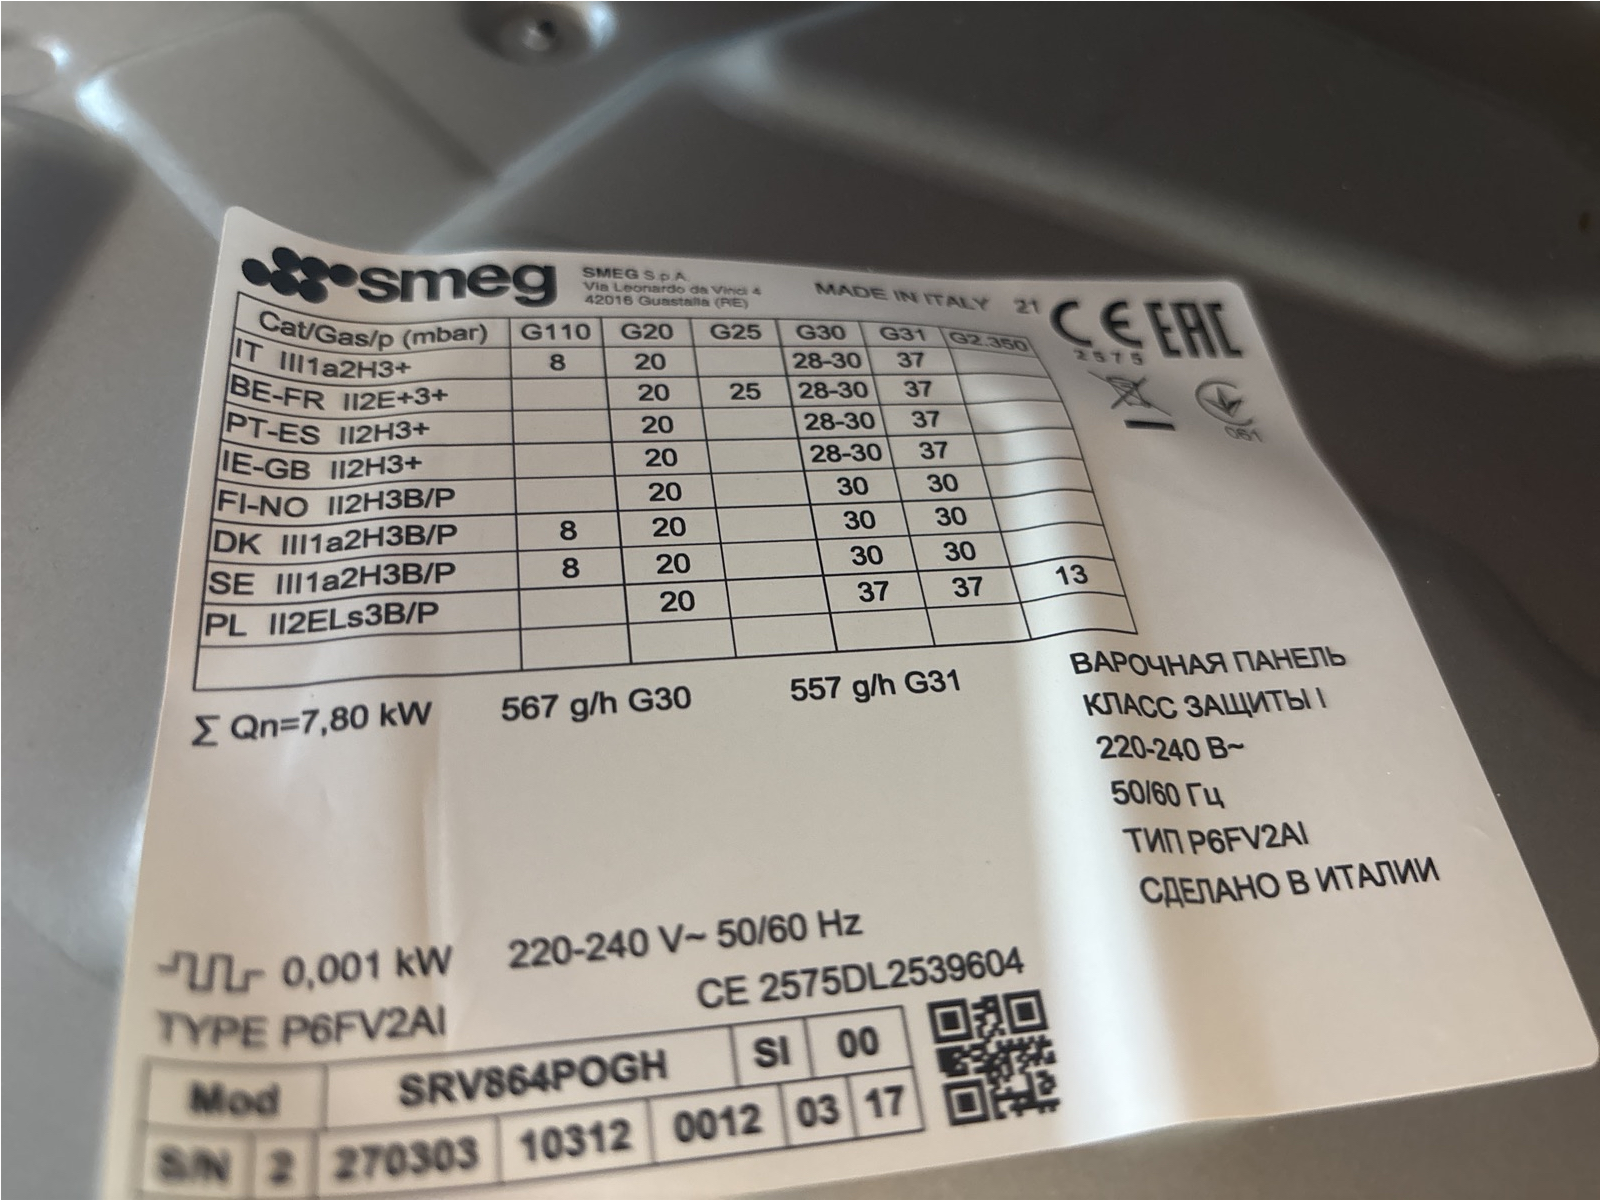 smeg
SMEG S.p.A.
Via Leonardo da Vinci 4
42016 Guastalla (RE)
MADE IN ITALY 21
CE EAC
2575
061
Cat/Gas/p (mbar) G110 G20 G25 G30 G31 G2.350
IT III1a2H3+ 8 20 28-30 37
BE-FR II2E+3+ 20 25 28-30 37
PT-ES II2H3+ 20 28-30 37
IE-GB II2H3+ 20 28-30 37
FI-NO II2H3B/P 20 30 30
DK III1a2H3B/P 8 20 30 30
SE III1a2H3B/P 8 20 30 30
PL II2ELs3B/P 20 37 37 13
Σ Qn=7,80 kW 567 g/h G30 557 g/h G31
ВАРОЧНАЯ ПАНЕЛЬ
КЛАСС ЗАЩИТЫ I
220-240 В~
50/60 Гц
ТИП P6FV2AI
СДЕЛАНО В ИТАЛИИ
0,001 kW 220-240 V~ 50/60 Hz
CE 2575DL2539604
TYPE P6FV2AI
Mod SRV864POGH SI 00
S/N 2 270303 10312 0012 03 17